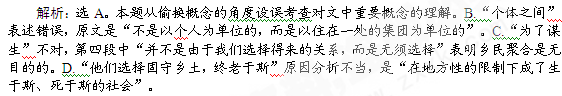 解析：选 A。本题从偷换概念的角度设误考查对文中重要概念的理解。B.“个体之间”
表述错误，原文是“不是以个人为单位的，而是以住在一处的集团为单位的”。C.“为了谋
生”不对，第四段中“并不是由于我们选择得来的关系，而是无须选择”表明乡民聚合是无
目的的。D.“他们选择固守乡土，终老于斯”原因分析不当，是“在地方性的限制下成了生
于斯、死于斯的社会”。